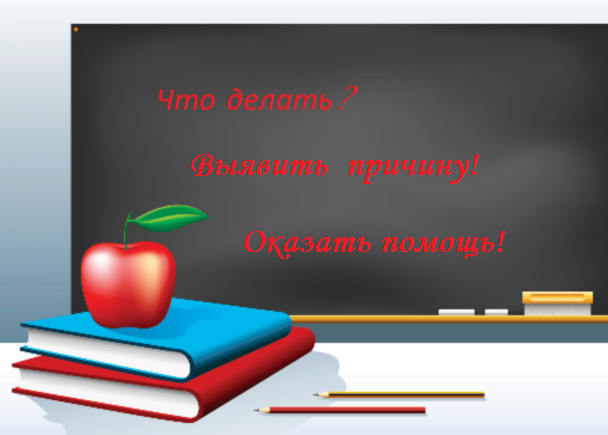 Что делать?
Выявить причину!
Оказать помощь!